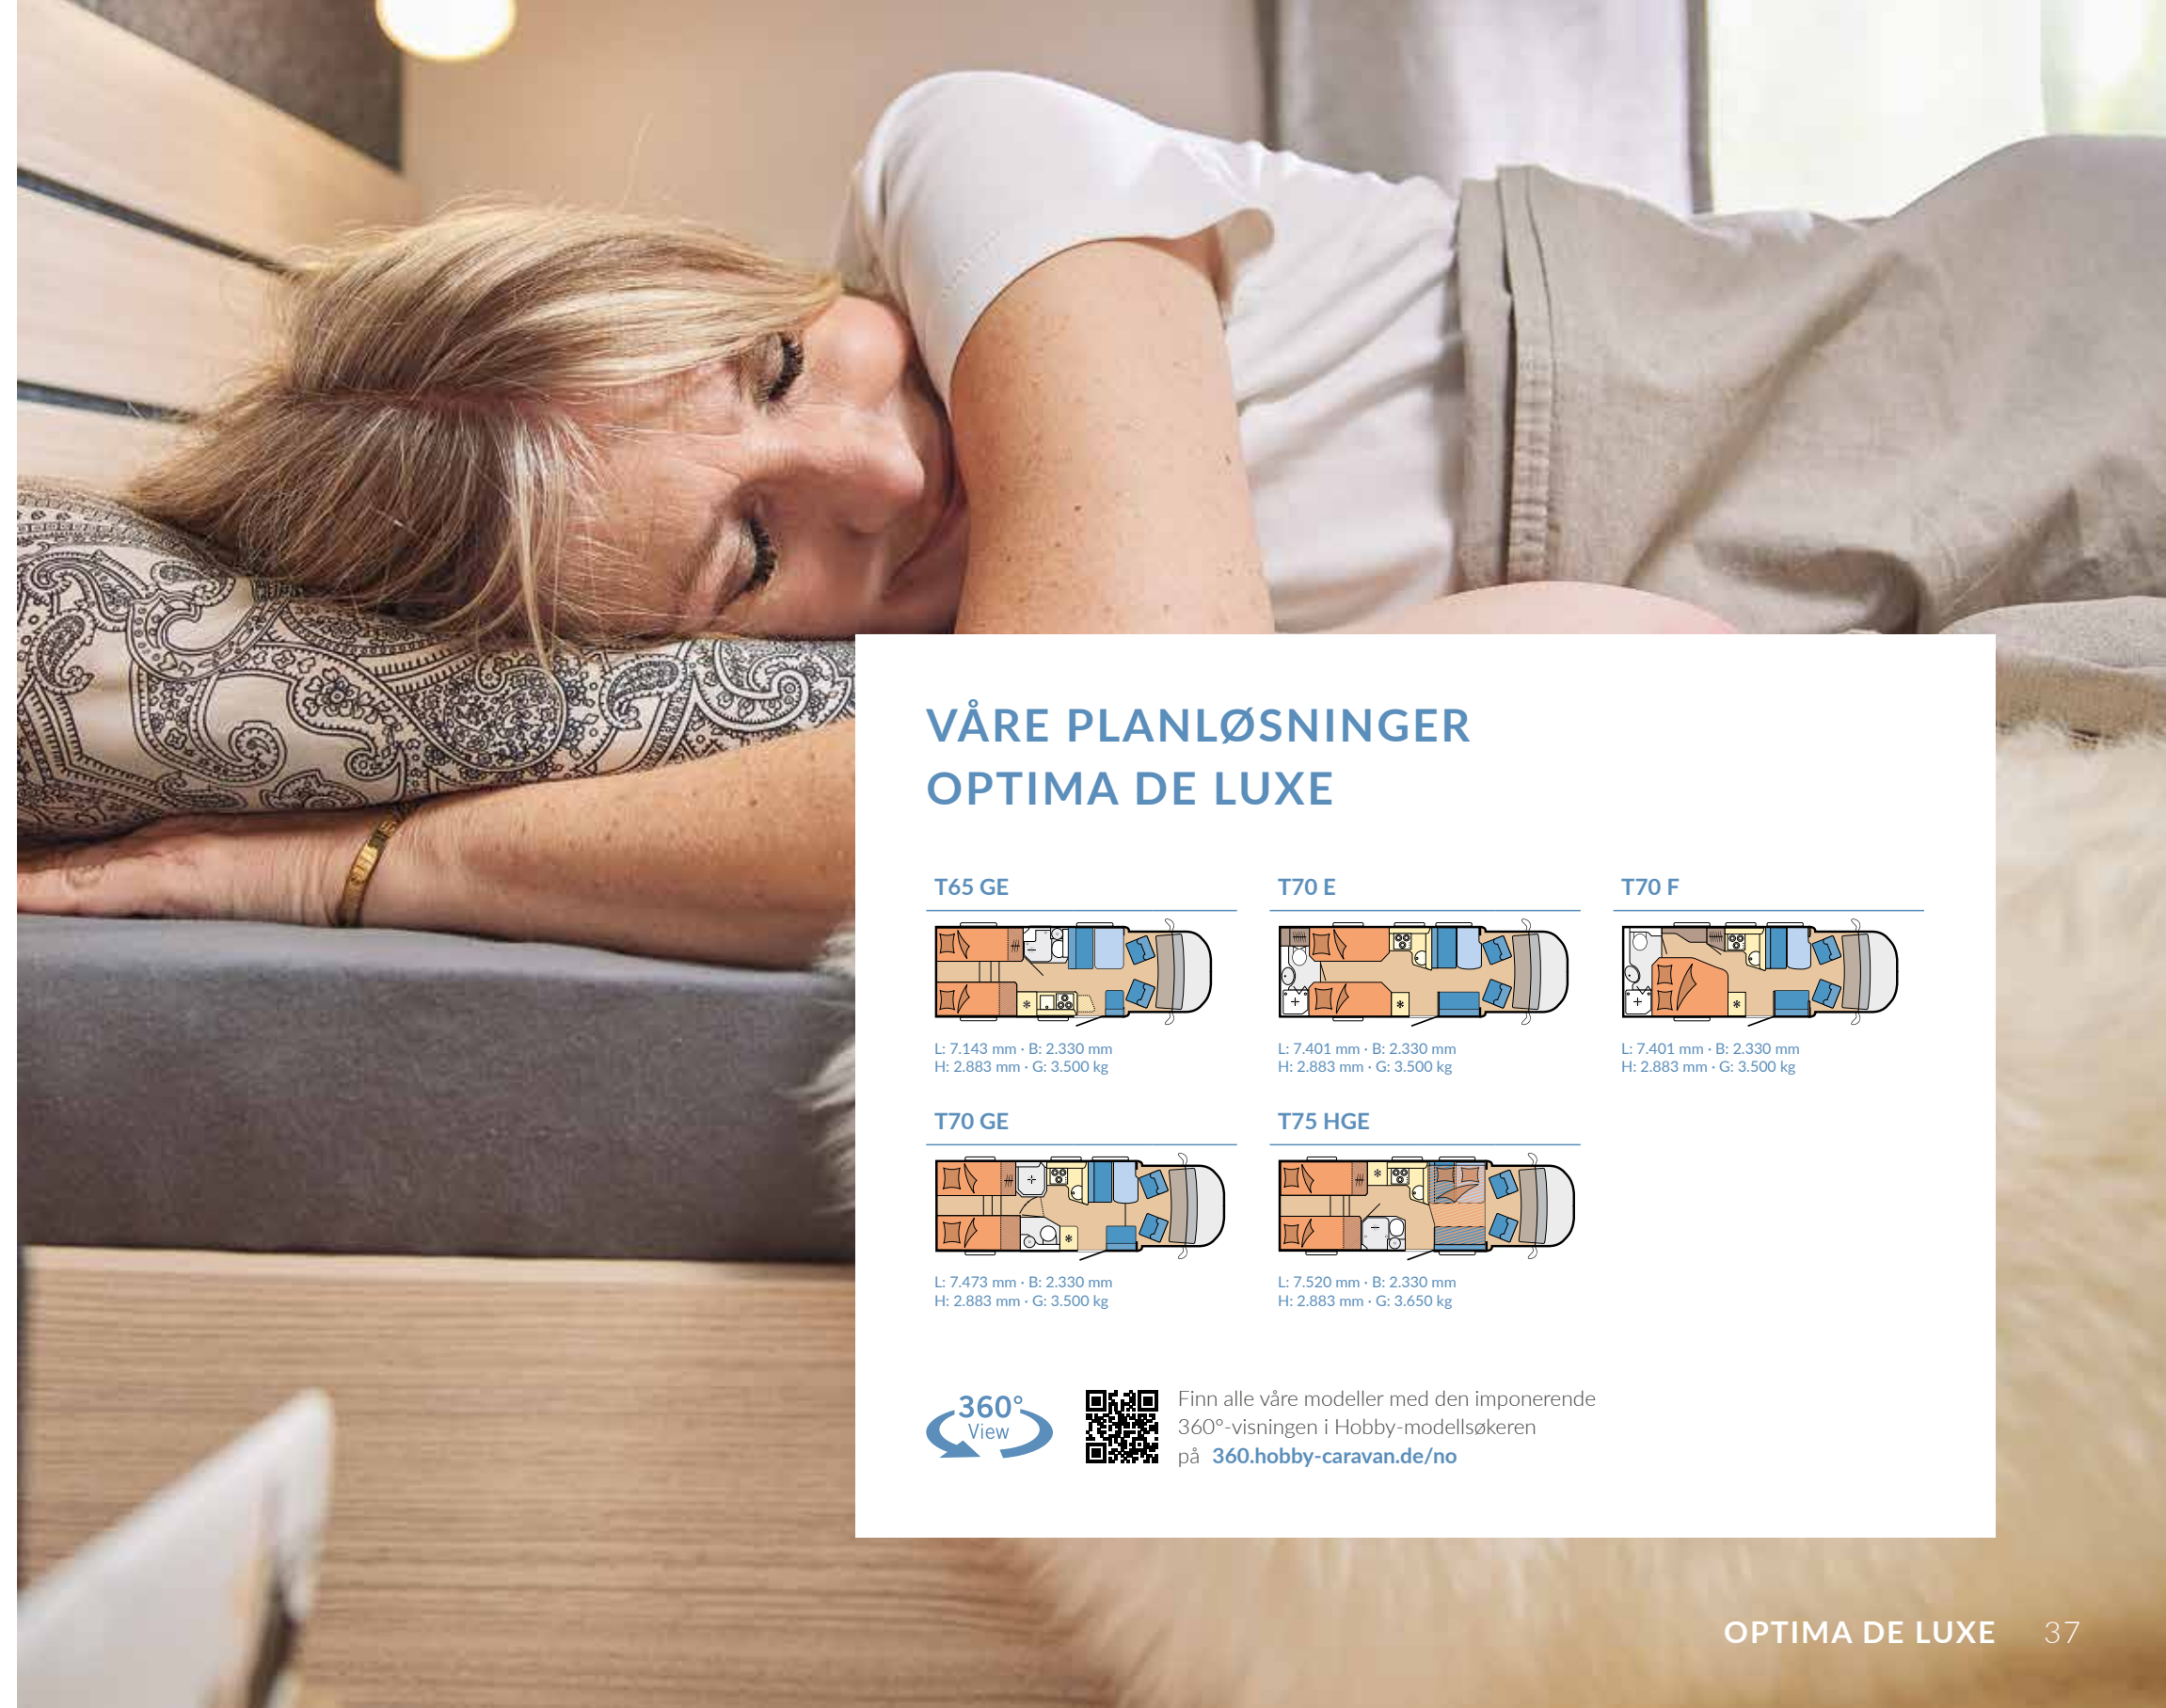 VÅRE PLANLØSNINGER
OPTIMA DE LUXE
T65 GE
L: 7.143 mm · B: 2.330 mm
H: 2.883 mm · G: 3.500 kg
T70 E
L: 7.401 mm · B: 2.330 mm
H: 2.883 mm · G: 3.500 kg
T70 F
L: 7.401 mm · B: 2.330 mm
H: 2.883 mm · G: 3.500 kg
T70 GE
L: 7.473 mm · B: 2.330 mm
H: 2.883 mm · G: 3.500 kg
T75 HGE
L: 7.520 mm · B: 2.330 mm
H: 2.883 mm · G: 3.650 kg
360°
View
Finn alle våre modeller med den imponerende
360°-visningen i Hobby-modellsøkeren
på 360.hobby-caravan.de/no
OPTIMA DE LUXE 37